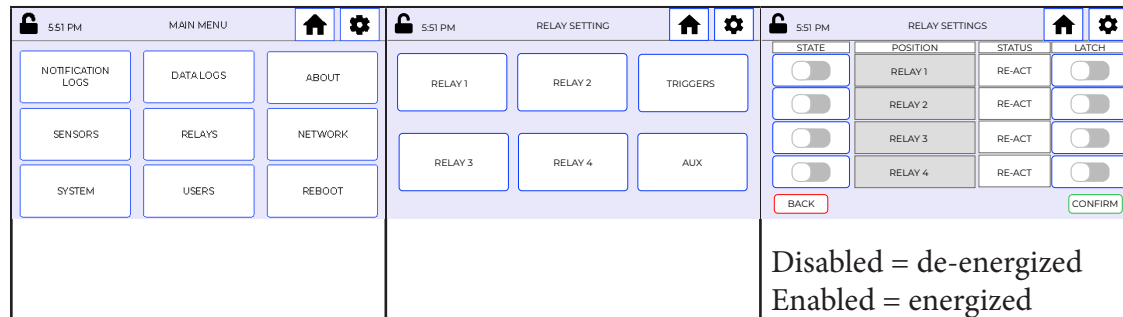 5:51 PM MAIN MENU
NOTIFICATION
LOGS
DATA LOGS
ABOUT
SENSORS
RELAYS
NETWORK
SYSTEM
USERS
REBOOT
5:51 PM RELAY SETTING
RELAY 1
RELAY 2
TRIGGERS
RELAY 3
RELAY 4
AUX
5:51 PM RELAY SETTINGS
STATE POSITION STATUS LATCH
RELAY 1 RE-ACT
RELAY 2 RE-ACT
RELAY 3 RE-ACT
RELAY 4 RE-ACT
BACK CONFIRM
Disabled = de-energized
Enabled = energized